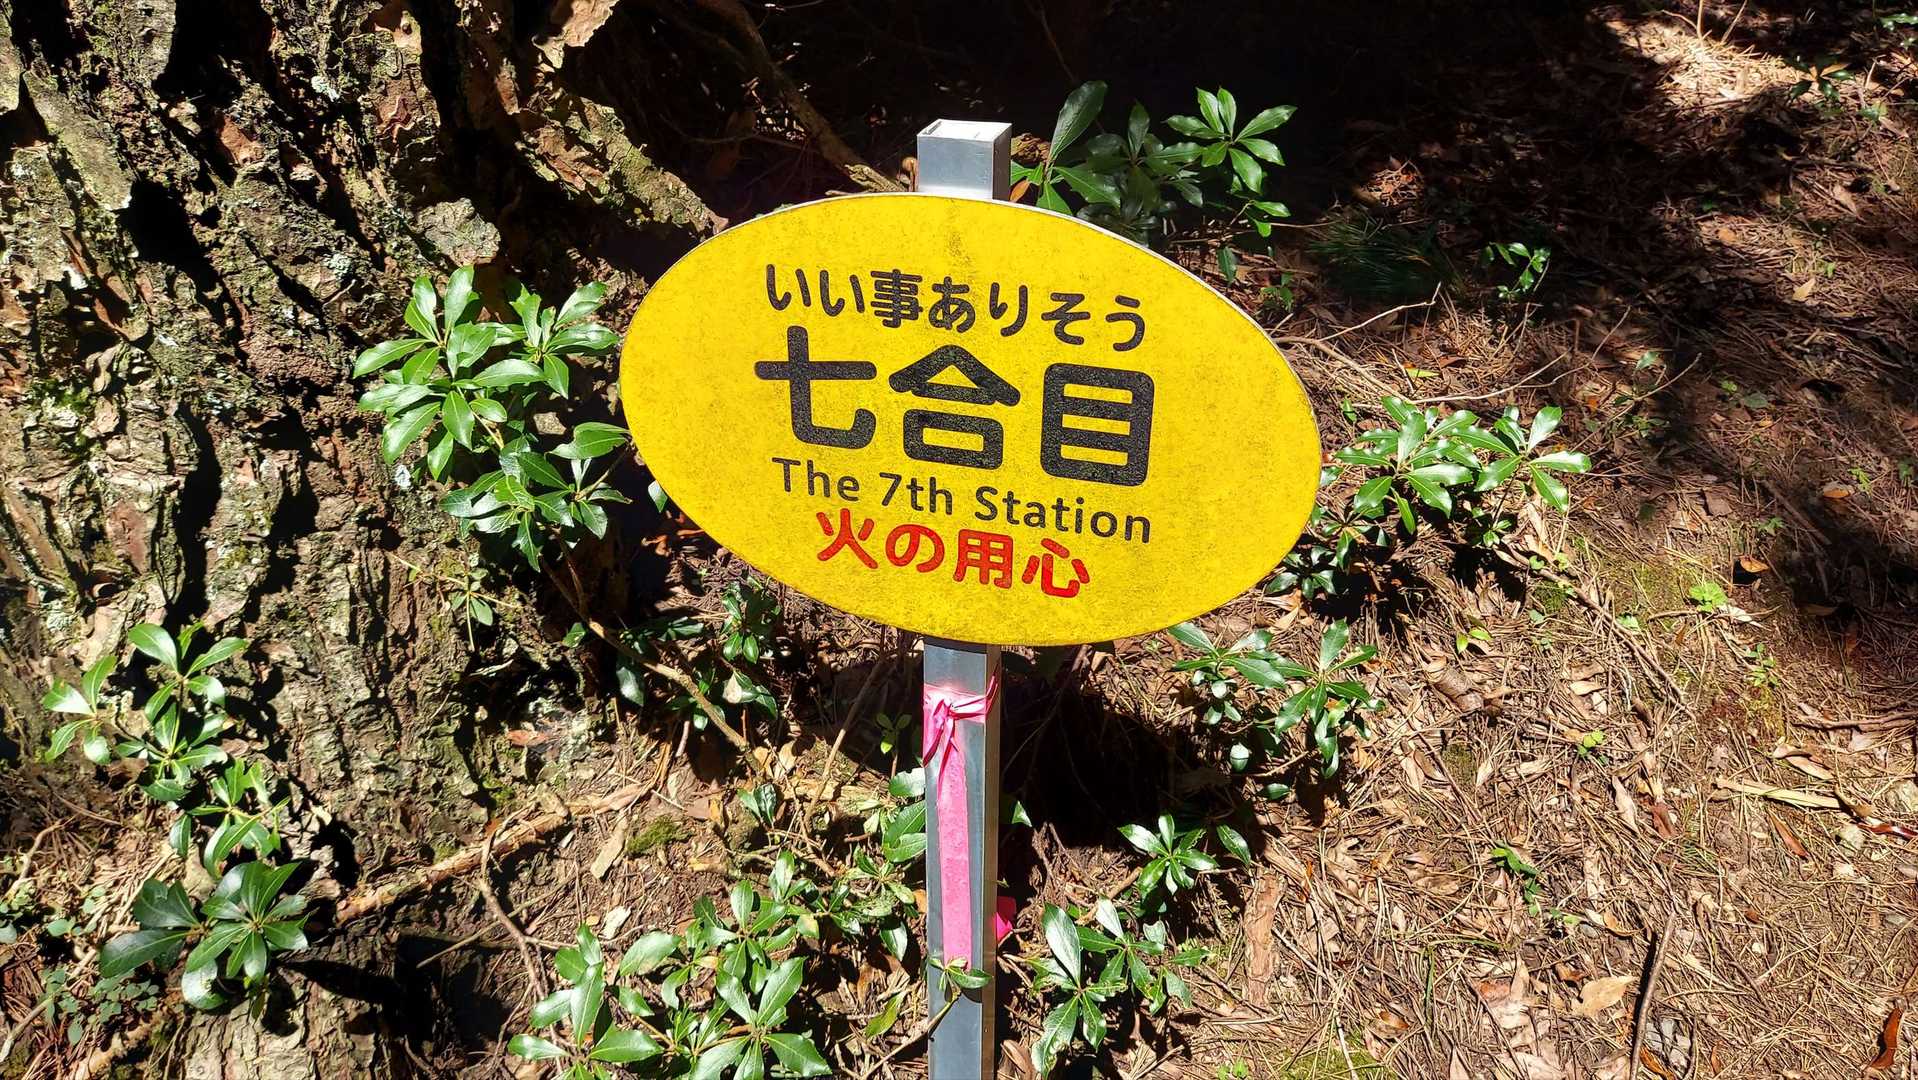 いい事ありそう
七合目
The 7th Station
火の用心